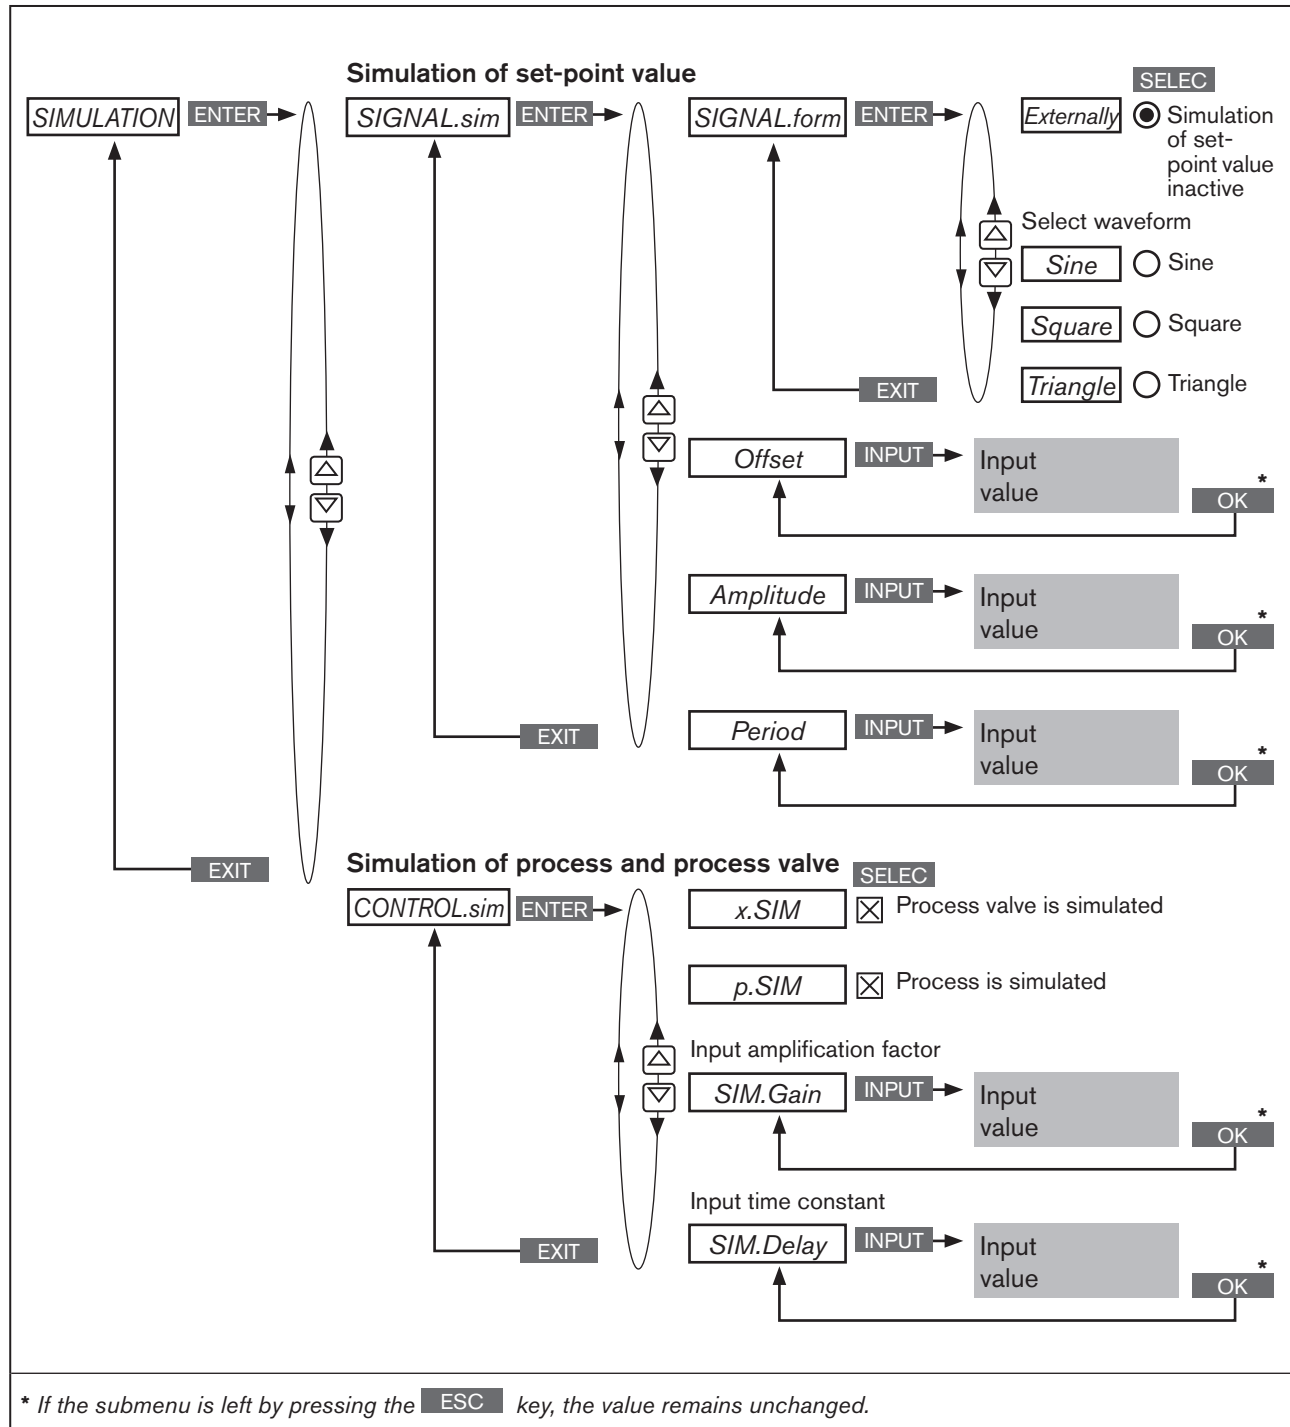 Simulation of set-point value
SELEC
SIMULATION ENTER SIGNAL.sim ENTER SIGNAL.form ENTER Externally Simulation
of set-
point value
inactive
Select waveform
Sine Sine
Square Square
Triangle Triangle
EXIT
Offset INPUT Input
value
*
OK
Amplitude INPUT Input
value
*
OK
Period INPUT Input
value
*
OK
EXIT
EXIT
Simulation of process and process valve
SELEC
CONTROL.sim ENTER x.SIM Process valve is simulated
p.SIM Process is simulated
Input amplification factor
SIM.Gain INPUT Input
value
*
OK
Input time constant
SIM.Delay INPUT Input
value
*
OK
EXIT
* If the submenu is left by pressing the ESC key, the value remains unchanged.